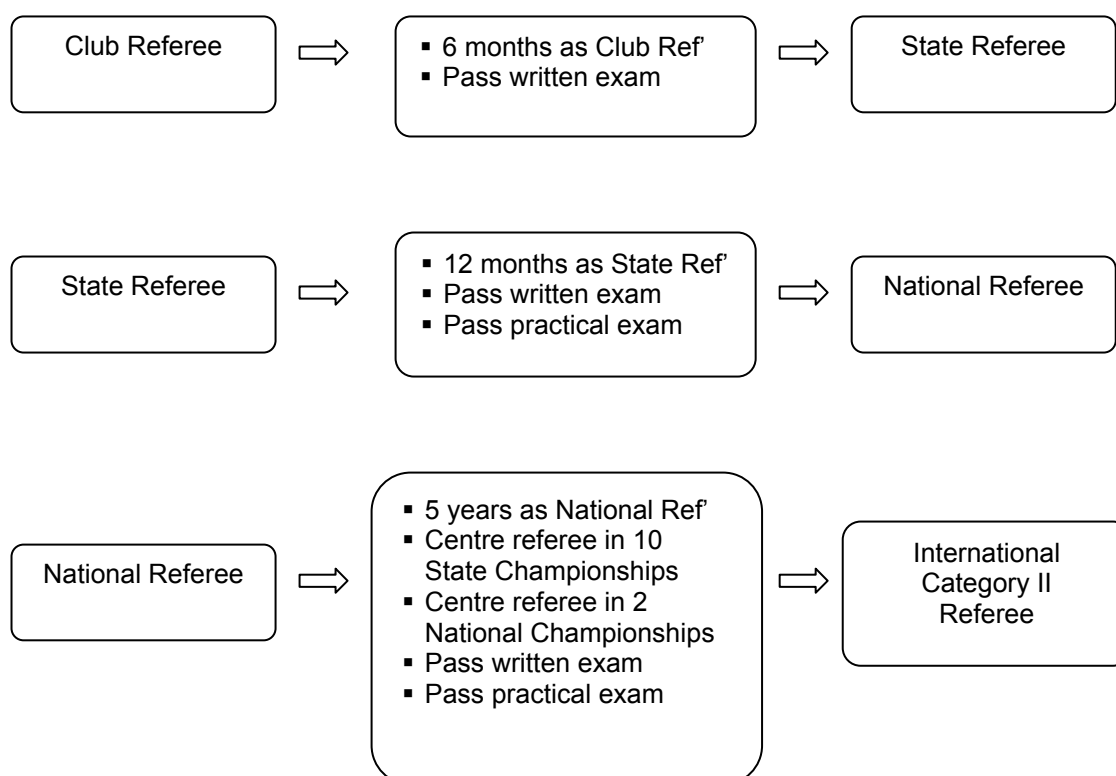 Club Referee
▪ 6 months as Club Ref’
▪ Pass written exam
State Referee
State Referee
▪ 12 months as State Ref’
▪ Pass written exam
▪ Pass practical exam
National Referee
National Referee
▪ 5 years as National Ref’
▪ Centre referee in 10
State Championships
▪ Centre referee in 2
National Championships
▪ Pass written exam
▪ Pass practical exam
International
Category II
Referee